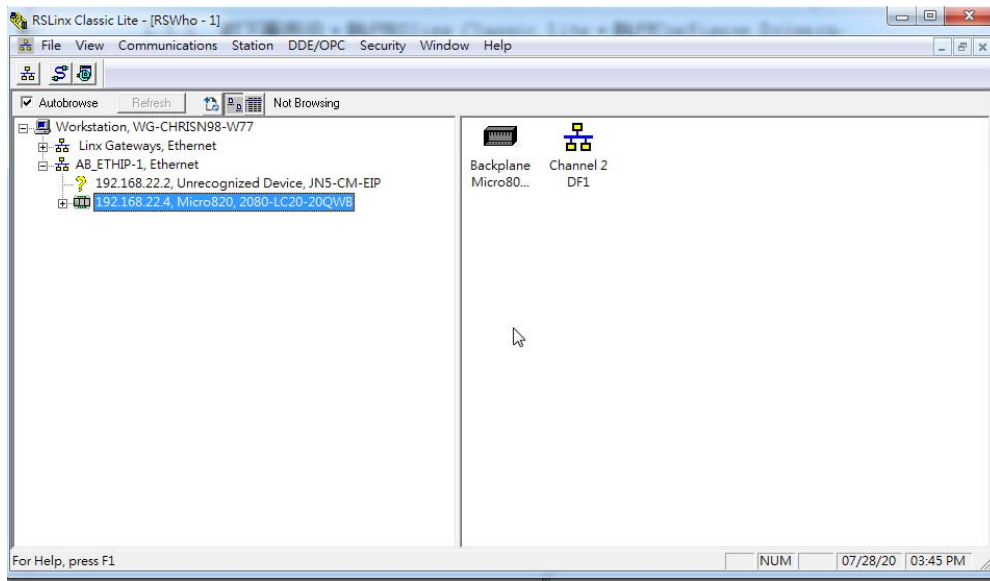 RSLinx Classic Lite - [RSWho - 1]
File View Communications Station DDE/OPC Security Window Help
Autobrowse Refresh Not Browsing
Workstation, WG-CHRISN98-W77
Linx Gateways, Ethernet
AB_ETHIP-1, Ethernet
192.168.22.2, Unrecognized Device, JN5-CM-EIP
192.168.22.4, Micro820, 2080-LC20-20QWB
Backplane
Micro80...
Channel 2
DF1
For Help, press F1
NUM 07/28/20 03:45 PM